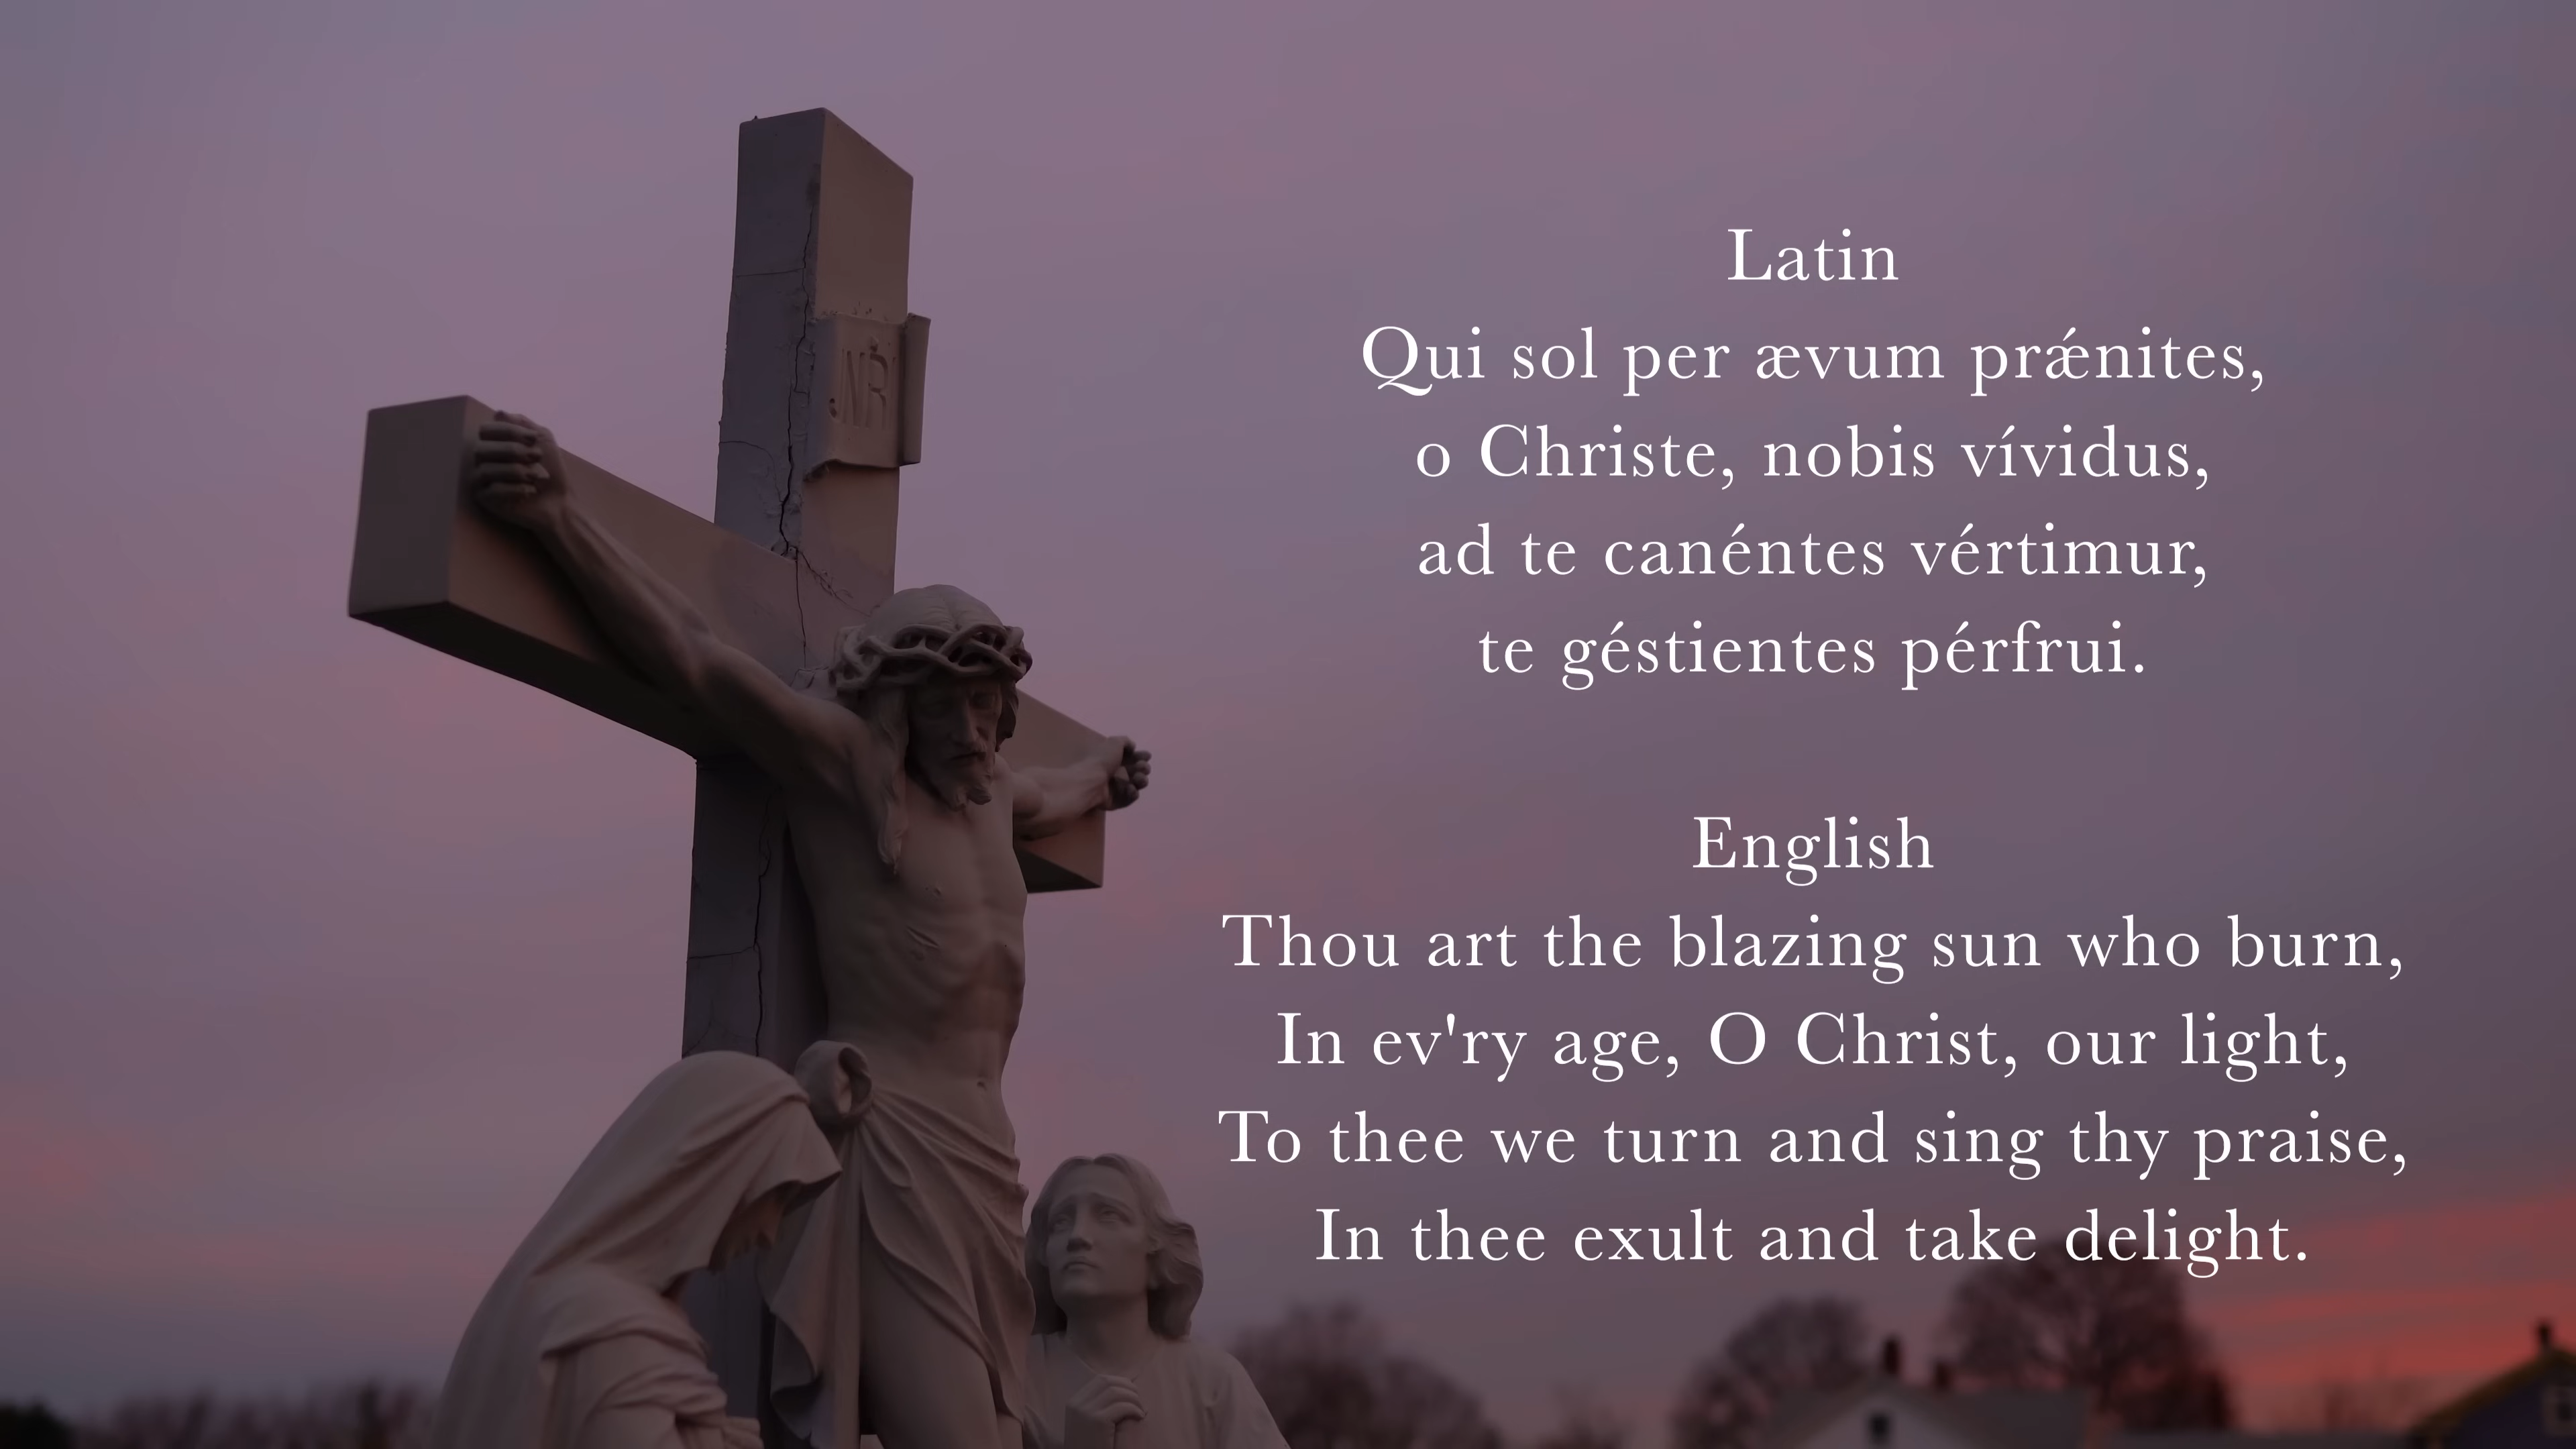 INRI
Latin
Qui sol per ævum prǽnites,
o Christe, nobis vívidus,
ad te canéntes vértimur,
te géstientes pérfrui.
English
Thou art the blazing sun who burn,
In ev'ry age, O Christ, our light,
To thee we turn and sing thy praise,
In thee exult and take delight.